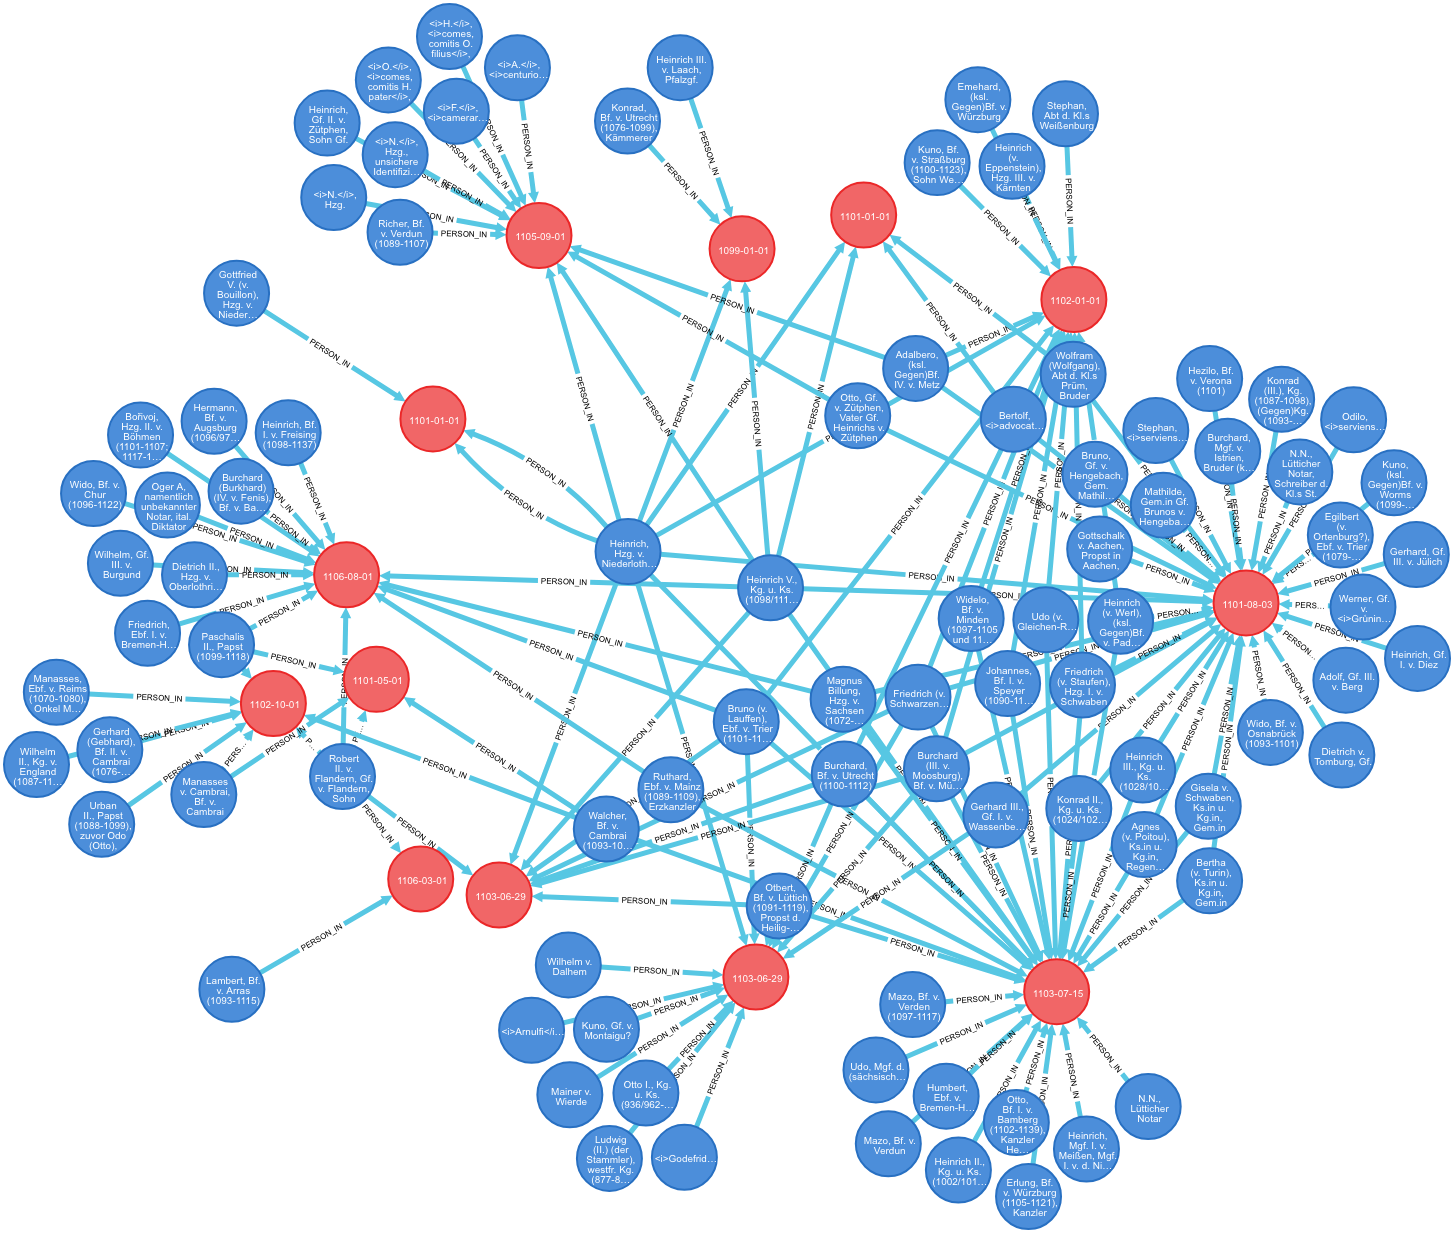 <i>H.</i>,
<i>comes,
comitis O.
filius</i>,
<i>O.</i>,
<i>comes,
comitis H.
pater</i>,
<i>A.</i>,
<i>centurio…
<i>F.</i>,
<i>camerar…
Heinrich,
Gf. II. v.
Zütphen,
Sohn Gf.
<i>N.</i>,
Hzg.
unsichere
Identifizi…
<i>N.</i>,
Hzg.
Richer, Bf.
v. Verdun
(1089-1107)
PERSON_IN
1105-09-01
Heinrich III.
v. Laach,
Pfalzgf.
Konrad,
Bf. v. Utrecht
(1076-1099),
Kämmerer
PERSON_IN
PERSON_IN
1099-01-01
1101-01-01
Emehard,
(ksl.
Gegen)Bf. v.
Würzburg
Stephan,
Abt d. Kl.s
Weißenburg
Kuno, Bf.
v. Straßburg
(1100-1123),
Sohn We…
Heinrich
(v.
Eppenstein),
Hzg. III. v.
Kärnten
PERSON_IN
PERSON_IN
1102-01-01
Gottfried
V. (v.
Bouillon),
Hzg. v.
Nieder…
PERSON_IN
1101-01-01
Adalbero,
(ksl.
Gegen)Bf.
IV. v. Metz
Otto, Gf.
v. Zütphen,
Vater Gf.
Heinrichs v.
Zütphen
Wolfram
(Wolfgang),
Abt d. Kl.s
Prüm,
Bruder
Bertolf,
<i>advocat…
Hezilo, Bf.
v. Verona
(1101)
Konrad
(III.), Kg.
(1087-1098),
(Gegen)Kg.
(1093-…
Odilo,
<i>serviens…
Stephan,
<i>serviens…
Burchard,
Mgf. v.
Istrien,
Bruder (k…
N.N.,
Lütticher
Notar,
Schreiber d.
Kl.s St.
Kuno,
(ksl.
Gegen)Bf. v.
Worms
(1099-…
Bruno,
Gf. v.
Hengebach,
Gem.
Mathil…
Mathilde,
Gem.in Gf.
Brunos v.
Hengeba…
Egilbert
(v.
Ortenburg?),
Ebf. v. Trier
(1079-…
Gottschalk
v. Aachen,
Propst in
Aachen,
Gerhard, Gf.
III. v. Jülich
Werner, Gf.
v.
<i>Grünin…
Heinrich, Gf.
I. v. Diez
Adolf, Gf. III.
v. Berg
Wido, Bf. v.
Osnabrück
(1093-1101)
Dietrich v.
Tomburg, Gf.
1101-08-03
Hermann,
Bf. v.
Augsburg
(1096/97…
Heinrich, Bf.
I. v. Freising
(1098-1137)
Bořivoj,
Hzg. II. v.
Böhmen
(1101-1107;
1117-1…
Wido, Bf. v.
Chur
(1096-1122)
Oger A,
namentlich
unbekannter
Notar, ital.
Diktator
Burchard
(Burkhard)
(IV. v. Fenis),
Bf. v. Ba…
Wilhelm, Gf.
III. v.
Burgund
Dietrich II.,
Hzg. v.
Oberlothri…
PERSON_IN
1106-08-01
Friedrich,
Ebf. I. v.
Bremen-H…
Paschalis
II., Papst
(1099-1118)
PERSON_IN
PERSON_IN
Heinrich,
Hzg. v.
Niederloth…
Heinrich V.,
Kg. u. Ks.
(1098/111…
Widelo,
Bf. v.
Minden
(1097-1105
und 11…
Udo (v.
Gleichen-R…
Heinrich
(v. Werl),
(ksl.
Gegen)Bf.
v. Pad…
Magnus
Billung,
Hzg. v.
Sachsen
(1072-…
Friedrich (v.
Schwarzen…
Johannes,
Bf. I. v.
Speyer
(1090-11…
Friedrich
(v. Staufen),
Hzg. I. v.
Schwaben
Manasses,
Ebf. v. Reims
(1070-1080),
Onkel M…
PERSON_IN
1102-10-01
1101-05-01
Gerhard
(Gebhard),
Bf. II. v.
Cambrai
(1076-…
Wilhelm
II., Kg. v.
England
(1087-11…
Urban
II., Papst
(1088-1099),
zuvor Odo
(Otto),
Manasses
v. Cambrai,
Bf. v.
Cambrai
Robert
II. v.
Flandern, Gf.
v. Flandern,
Sohn
PERSON_IN
PERSON_IN
Bruno (v.
Lauffen),
Ebf. v. Trier
(1101-11…
Ruthard,
Ebf. v. Mainz
(1089-1109),
Erzkanzler
Walcher,
Bf. v.
Cambrai
(1093-10…
Burchard,
Bf. v. Utrecht
(1100-1112)
Burchard
(III. v.
Moosburg),
Bf. v. Mü…
Gerhard III.,
Gf. I. v.
Wassenbe…
Konrad II.,
Kg. u. Ks.
(1024/102…
Heinrich
III., Kg. u.
Ks.
(1028/10…
Gisela v.
Schwaben,
Ks.in u.
Kg.in,
Gem.in
Agnes
(v. Poitou),
Ks.in u.
Kg.in,
Regen…
Bertha
(v. Turin),
Ks.in u.
Kg.in,
Gem.in
PERSON_IN
1106-03-01
1103-06-29
PERSON_IN
Otbert,
Bf. v. Lüttich
(1091-1119),
Propst d.
Heilig-…
Lambert, Bf.
v. Arras
(1093-1115)
PERSON_IN
Wilhelm v.
Dalhem
PERSON_IN
1103-06-29
<i>Arnulfi</i…
Kuno, Gf. v.
Montaigu?
Mainer v.
Wierde
Otto I., Kg.
u. Ks.
(936/962-…
Ludwig
(II.) (der
Stammler),
westfr. Kg.
(877-8…
<i>Godefrid…
PERSON_IN
Mazo, Bf. v.
Verden
(1097-1117)
PERSON_IN
1103-07-15
Udo, Mgf. d.
(sächsisch…
PERSON_IN
Humbert,
Ebf. v.
Bremen-H…
Mazo, Bf. v.
Verdun
Otto,
Bf. I. v.
Bamberg
(1102-1139),
Kanzler
He…
Heinrich II.,
Kg. u. Ks.
(1002/101…
Heinrich,
Mgf. I. v.
Meißen, Mgf.
I. v. d. Ni…
Erlung, Bf.
v. Würzburg
(1105-1121),
Kanzler
N.N.,
Lütticher
Notar
PERSON_IN
PERSON_IN